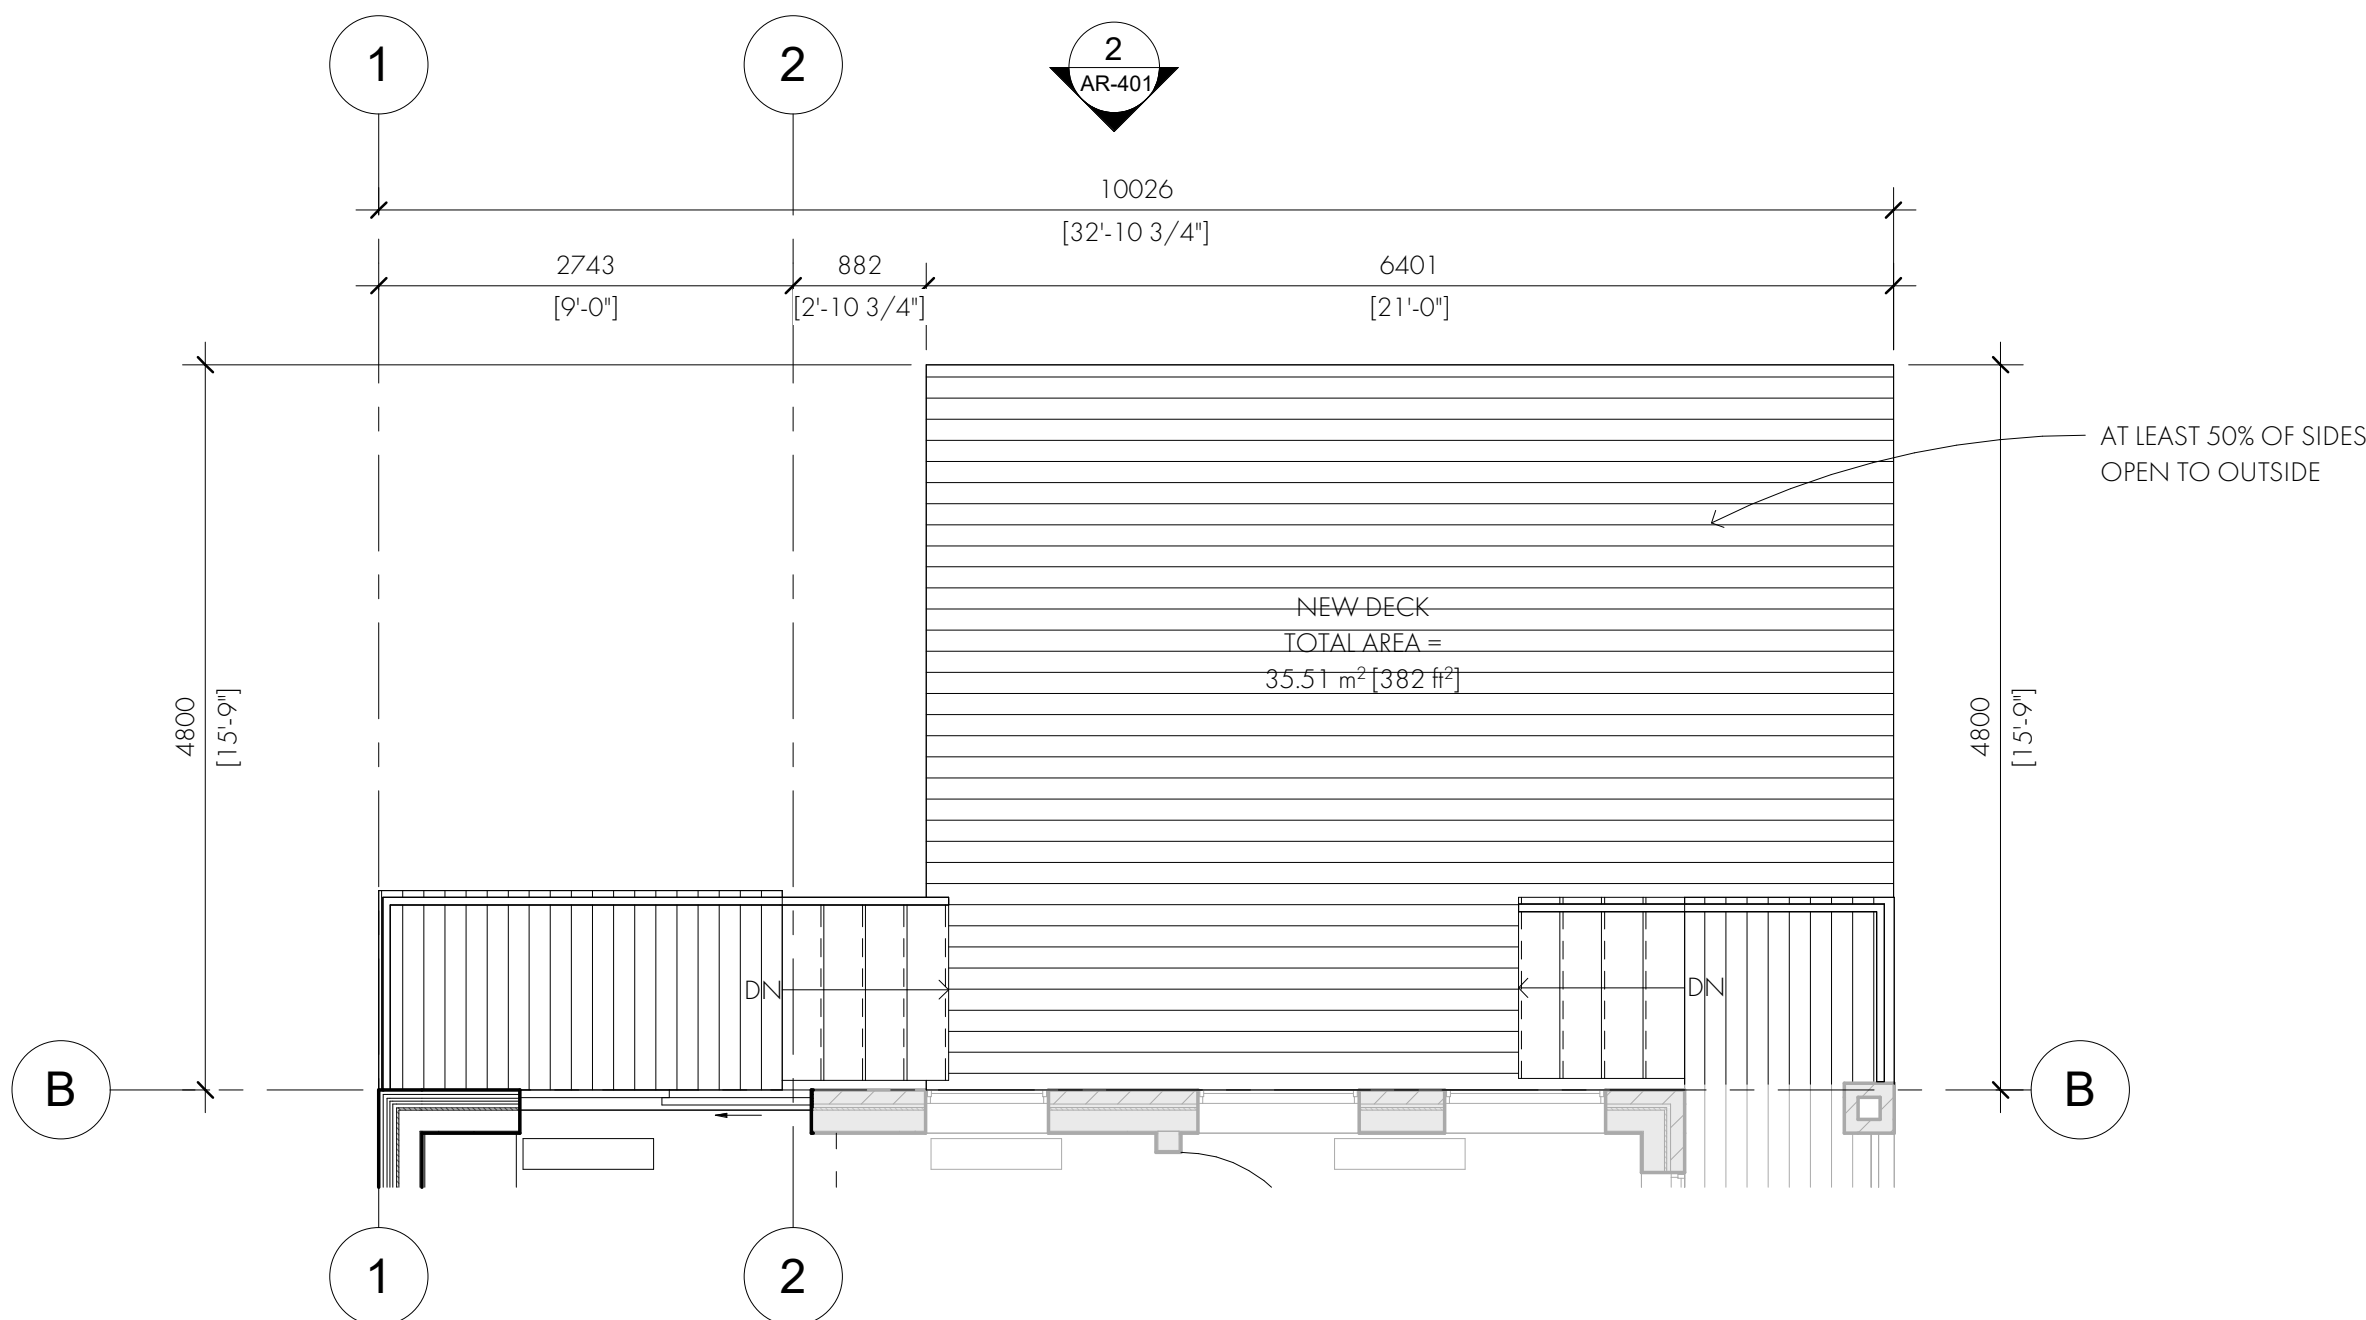 1
2
2
AR-401
10026
[32'-10 3/4"]
2743
882
6401
[9'-0"]
[2'-10 3/4"]
[21'-0"]
AT LEAST 50% OF SIDES
OPEN TO OUTSIDE
NEW DECK
TOTAL AREA =
35.51 m² [382 ft²]
4800
[15'-9"]
4800
[15'-9"]
DN
DN
B
B
1
2